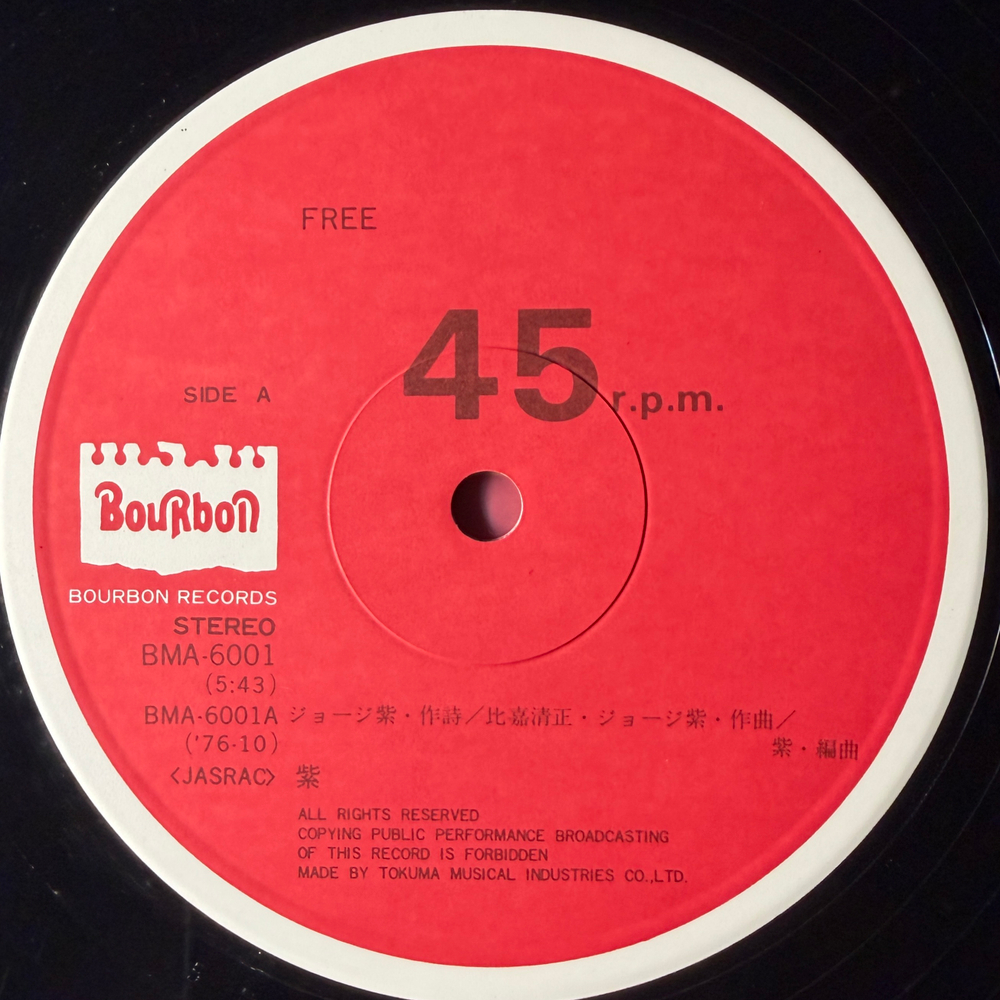 FREE
45 r.p.m.
SIDE A
BouRbon
BOURBON RECORDS
STEREO
BMA-6001
(5:43)
BMA-6001A ジョージ紫・作詩／比嘉清正・ジョージ紫・作曲／
('76-10) 紫・編曲
〈JASRAC〉 紫
ALL RIGHTS RESERVED
COPYING PUBLIC PERFORMANCE BROADCASTING
OF THIS RECORD IS FORBIDDEN
MADE BY TOKUMA MUSICAL INDUSTRIES CO.,LTD.